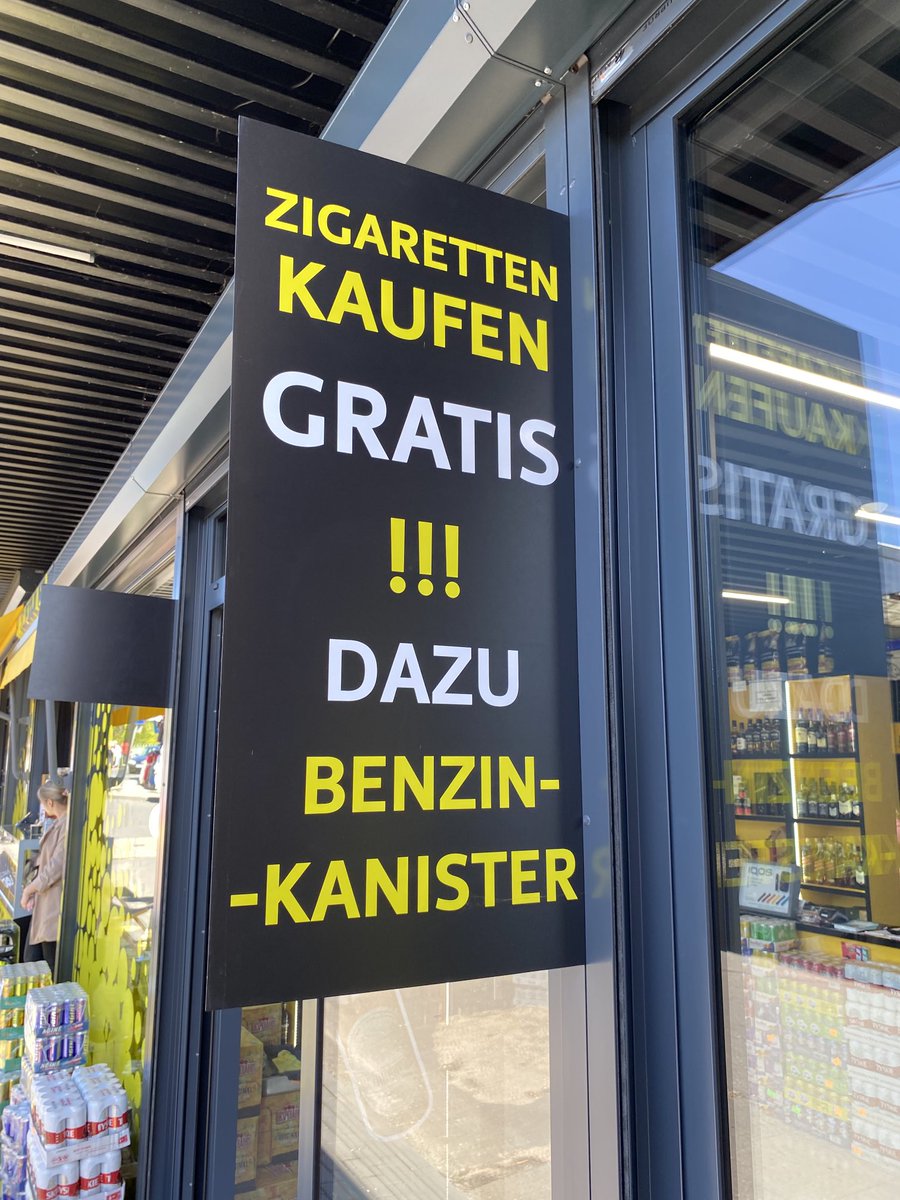 ZIGARETTEN
KAUFEN
GRATIS
!!!
DAZU
BENZIN-
-KANISTER